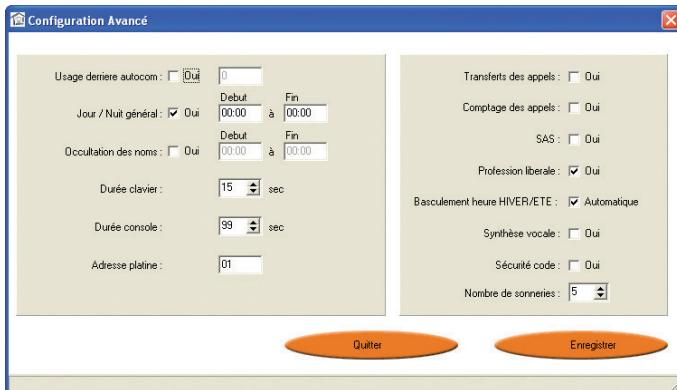 Configuration Avancé
Usage derriere autocom : Oui 0
Debut Fin
Jour / Nuit général : Oui 00:00 à 00:00
Debut Fin
Occultation des noms : Oui 00:00 à 00:00
Durée clavier : 15 sec
Durée console : 99 sec
Adresse platine : 01
Transferts des appels : Oui
Comptage des appels : Oui
SAS : Oui
Profession liberale : Oui
Basculement heure HIVER/ETE : Automatique
Synthèse vocale : Oui
Sécurité code : Oui
Nombre de sonneries : 5
Quitter Enregistrer